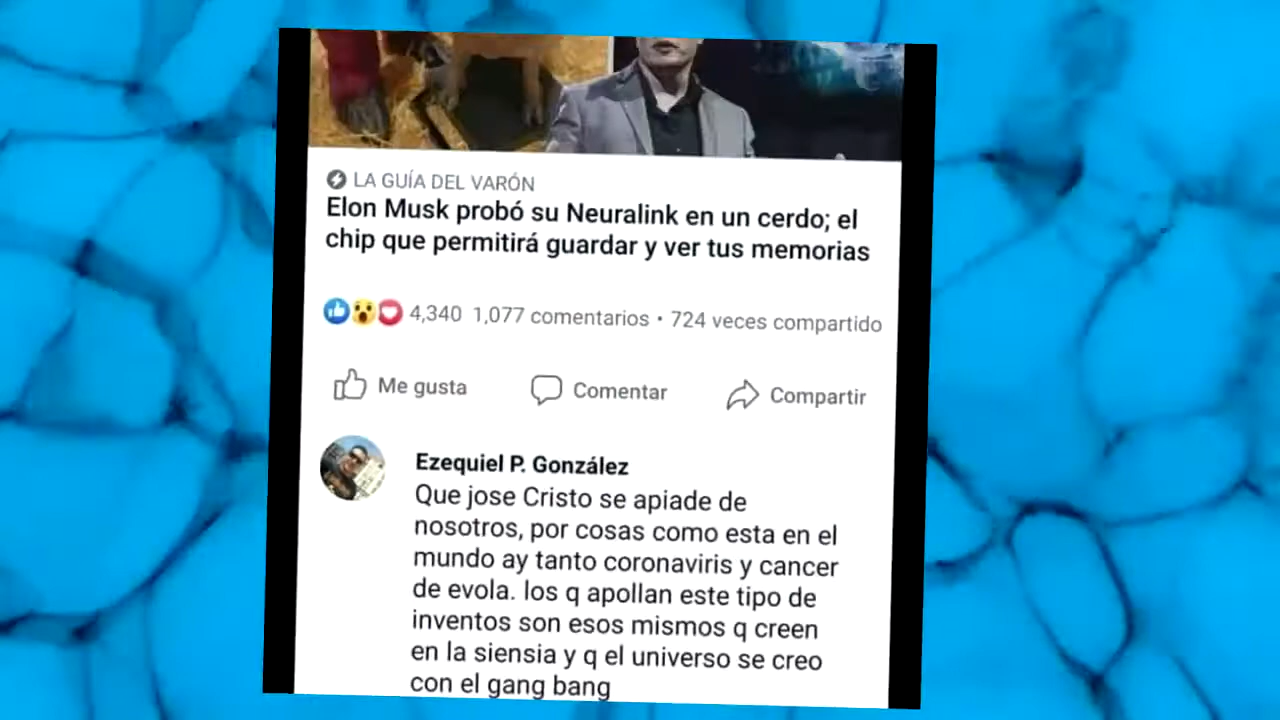 LA GUÍA DEL VARÓN
Elon Musk probó su Neuralink en un cerdo; el
chip que permitirá guardar y ver tus memorias
4,340 1,077 comentarios • 724 veces compartido
Me gusta Comentar Compartir
Ezequiel P. González
Que jose Cristo se apiade de
nosotros, por cosas como esta en el
mundo ay tanto coronaviris y cancer
de evola. los q apollan este tipo de
inventos son esos mismos q creen
en la siensia y q el universo se creo
con el gang bang